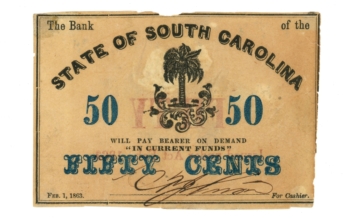 The Bank of the
STATE OF SOUTH CAROLINA
50 50
WILL PAY BEARER ON DEMAND
"IN CURRENT FUNDS"
FIFTY CENTS
FEB. 1, 1863. For Cashier.